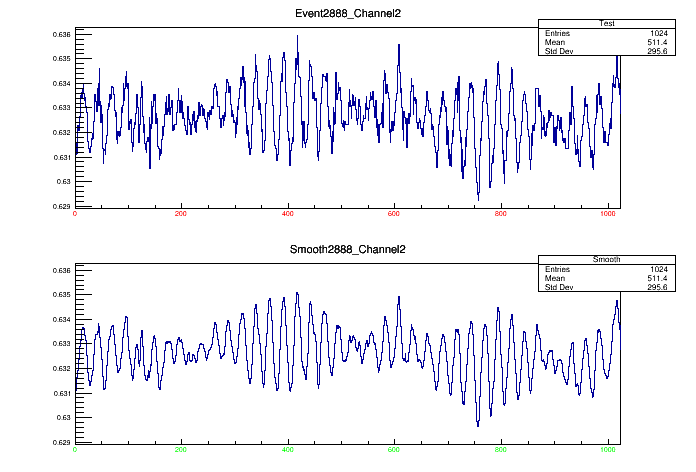 Event2888_Channel2
Test
Entries 1024
Mean 511.4
Std Dev 295.6
0.636
0.635
0.634
0.633
0.632
0.631
0.63
0.629
0 200 400 600 800 1000
Smooth2888_Channel2
Smooth
Entries 1024
Mean 511.4
Std Dev 295.6
0.636
0.635
0.634
0.633
0.632
0.631
0.63
0.629
0 200 400 600 800 1000